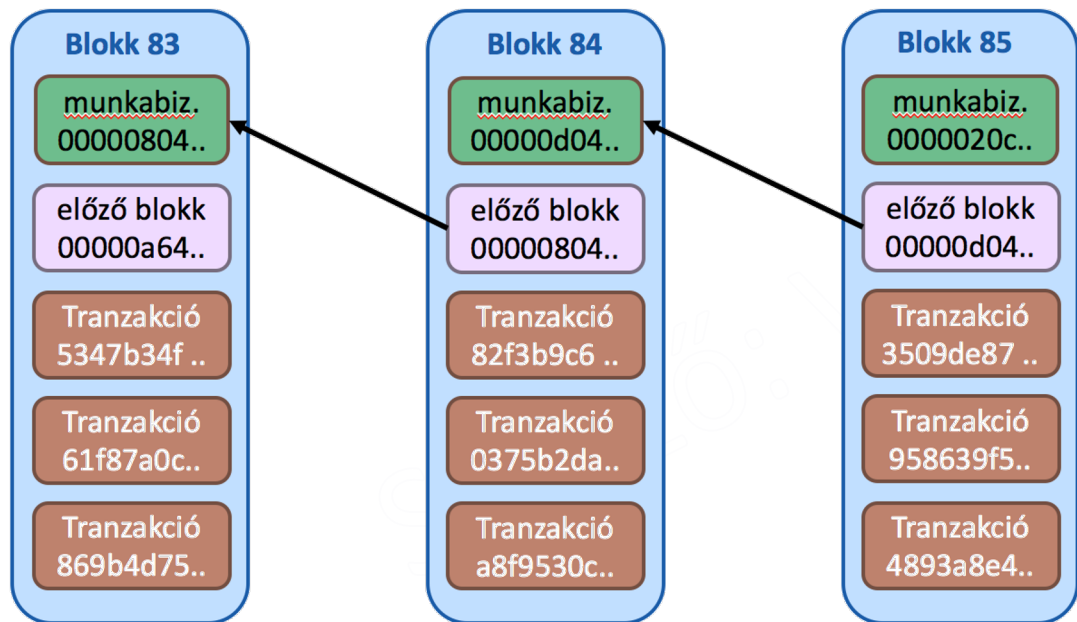 Blokk 83
munkabiz.
00000804..
előző blokk
00000a64..
Tranzakció
5347b34f ..
Tranzakció
61f87a0c..
Tranzakció
869b4d75..
Blokk 84
munkabiz.
00000d04..
előző blokk
00000804..
Tranzakció
82f3b9c6 ..
Tranzakció
0375b2da..
Tranzakció
a8f9530c..
Blokk 85
munkabiz.
0000020c..
előző blokk
00000d04..
Tranzakció
3509de87 ..
Tranzakció
958639f5..
Tranzakció
4893a8e4..